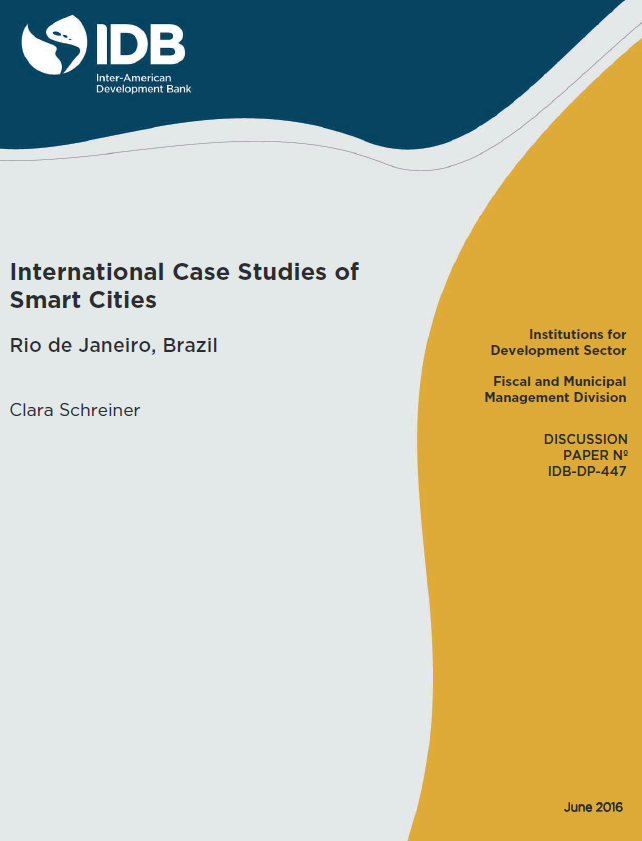 IDB
Inter-American
Development Bank
International Case Studies of
Smart Cities
Rio de Janeiro, Brazil
Clara Schreiner
Institutions for
Development Sector
Fiscal and Municipal
Management Division
DISCUSSION
PAPER Nº
IDB-DP-447
June 2016